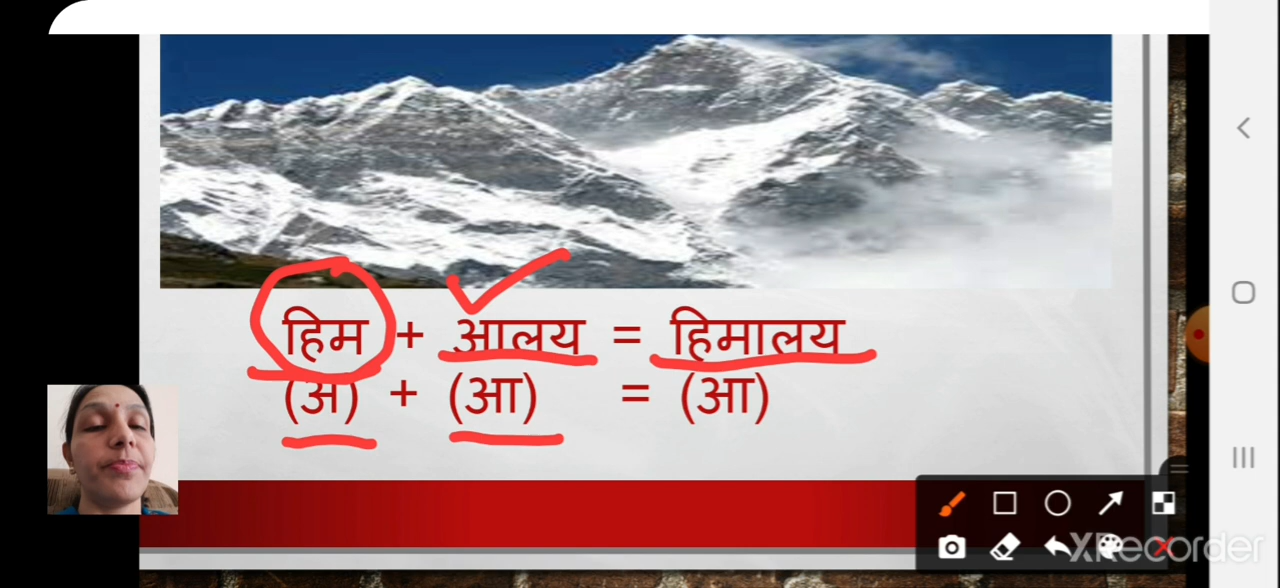 हिम + आलय = हिमालय
(अ) + (आ) = (आ)
XRecorder